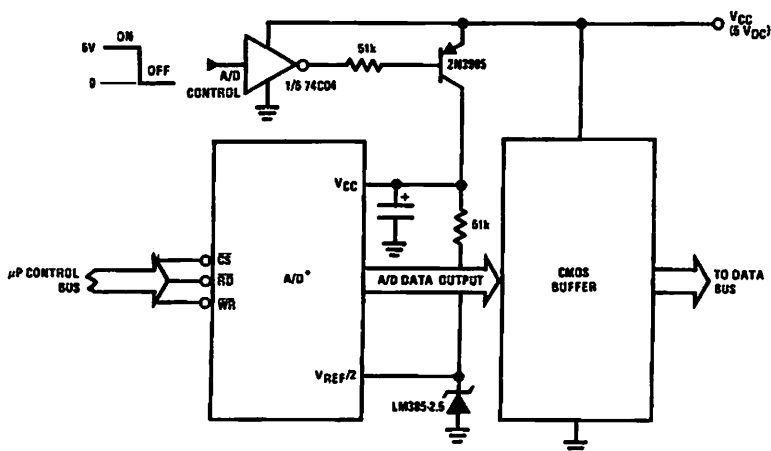 ON
5V
OFF
0
A/D
CONTROL
1/6 74C04
51k
2N3905
VCC
(5 VDC)
VCC
+
51k
µP CONTROL
BUS
CS
RD
WR
A/D*
A/D DATA OUTPUT
CMOS
BUFFER
TO DATA
BUS
VREF/2
LM385-2.5